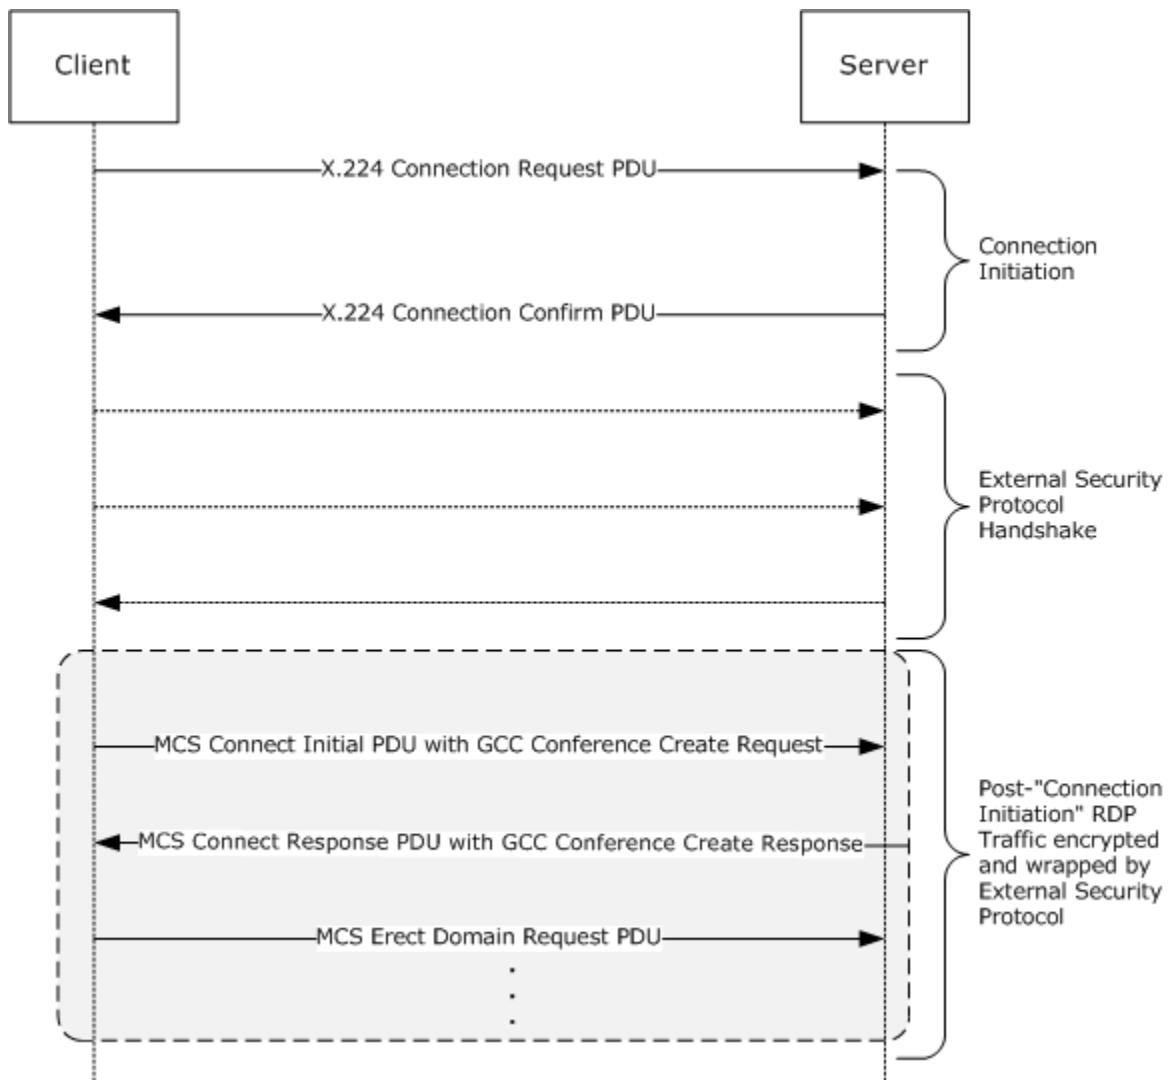 Client
Server
X.224 Connection Request PDU
Connection
Initiation
X.224 Connection Confirm PDU
External Security
Protocol
Handshake
MCS Connect Initial PDU with GCC Conference Create Request
MCS Connect Response PDU with GCC Conference Create Response
MCS Erect Domain Request PDU
Post-"Connection
Initiation" RDP
Traffic encrypted
and wrapped by
External Security
Protocol